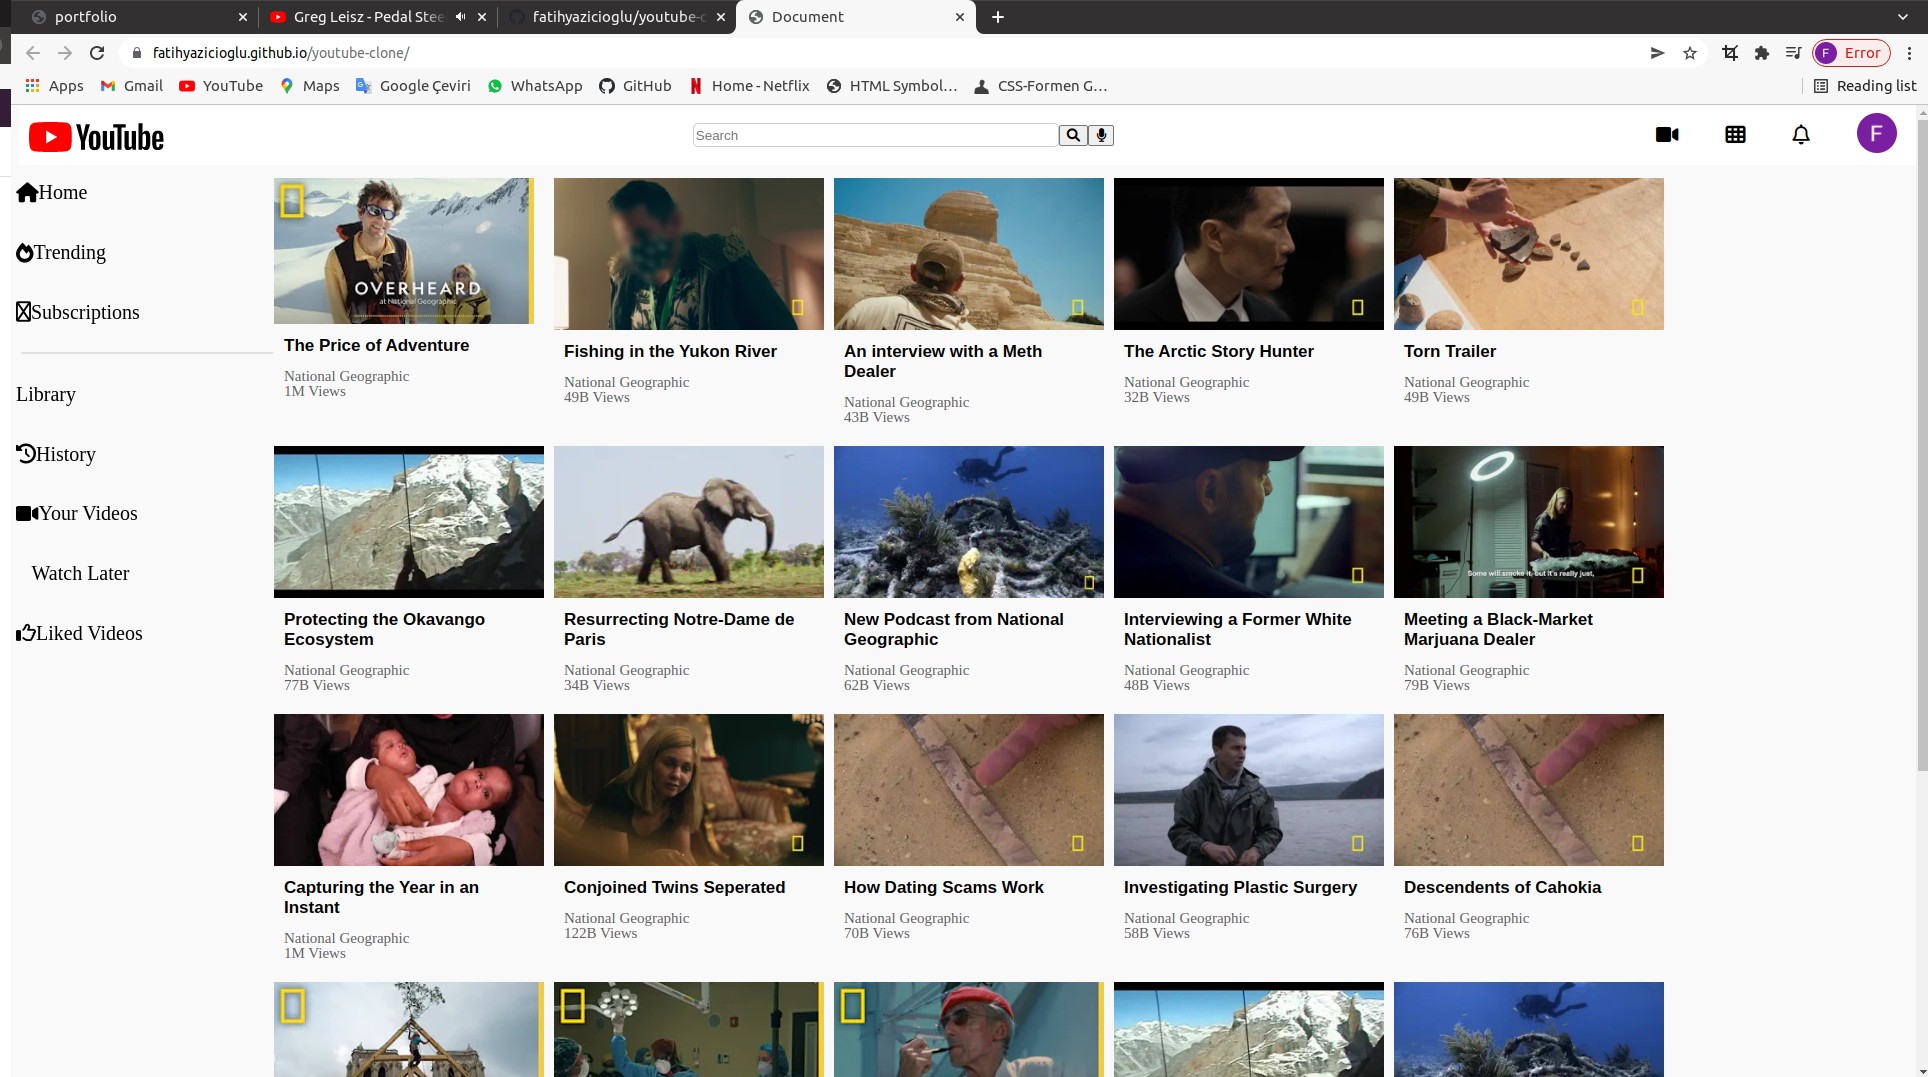 portfolio
Greg Leisz - Pedal Stee
fatihyazicioglu/youtube-c
Document
fatihyazicioglu.github.io/youtube-clone/
F
Error
Apps
Gmail
YouTube
Maps
Google Çeviri
WhatsApp
GitHub
Home - Netflix
HTML Symbol…
CSS-Formen G…
Reading list
YouTube
Search
F
Home
Trending
Subscriptions
Library
History
Your Videos
Watch Later
Liked Videos
OVERHEARD
at National Geographic
The Price of Adventure
National Geographic
1M Views
Fishing in the Yukon River
National Geographic
49B Views
An interview with a Meth
Dealer
National Geographic
43B Views
The Arctic Story Hunter
National Geographic
32B Views
Torn Trailer
National Geographic
49B Views
Protecting the Okavango
Ecosystem
National Geographic
77B Views
Resurrecting Notre-Dame de
Paris
National Geographic
34B Views
New Podcast from National
Geographic
National Geographic
62B Views
Interviewing a Former White
Nationalist
National Geographic
48B Views
Some will smoke it, but it's really just,
Meeting a Black-Market
Marjuana Dealer
National Geographic
79B Views
Capturing the Year in an
Instant
National Geographic
1M Views
Conjoined Twins Seperated
National Geographic
122B Views
How Dating Scams Work
National Geographic
70B Views
Investigating Plastic Surgery
National Geographic
58B Views
Descendents of Cahokia
National Geographic
76B Views